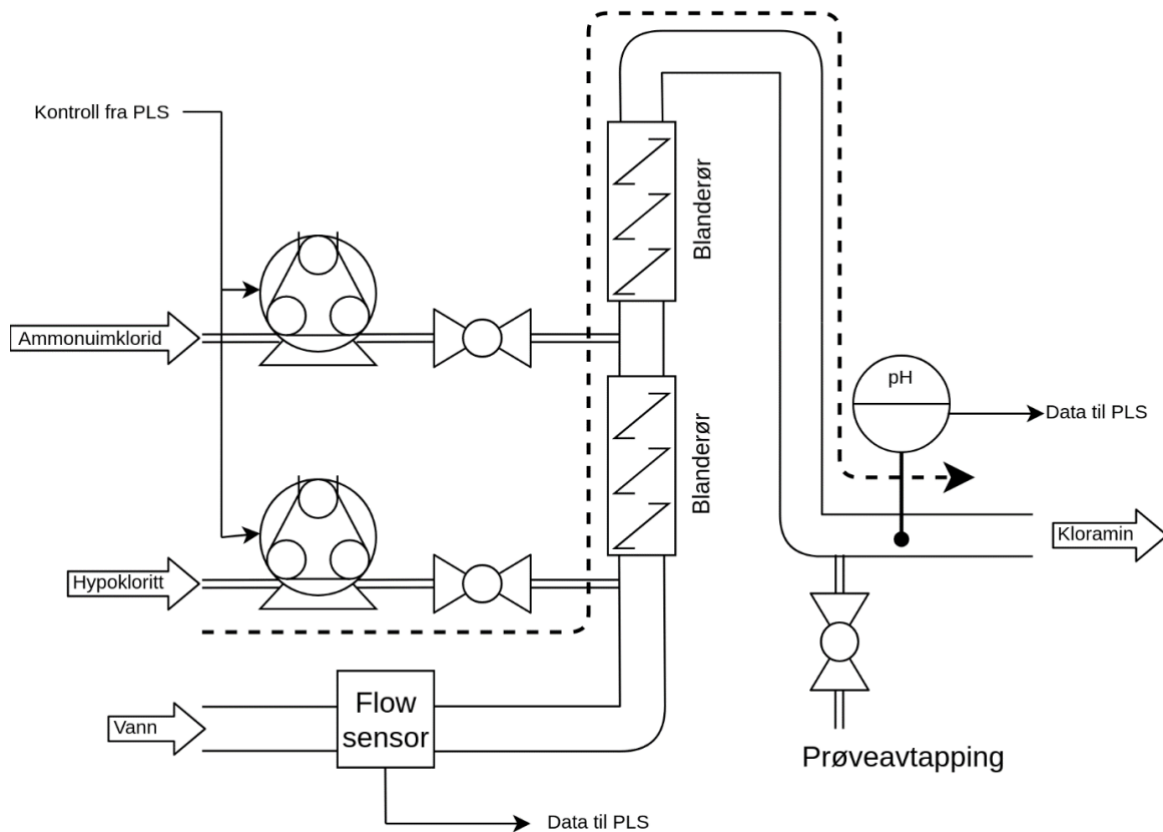 Kontroll fra PLS
Blanderør
Ammonuimklorid
pH
Data til PLS
Blanderør
Kloramin
Hypokloritt
Flow
sensor
Vann
Prøveavtapping
Data til PLS